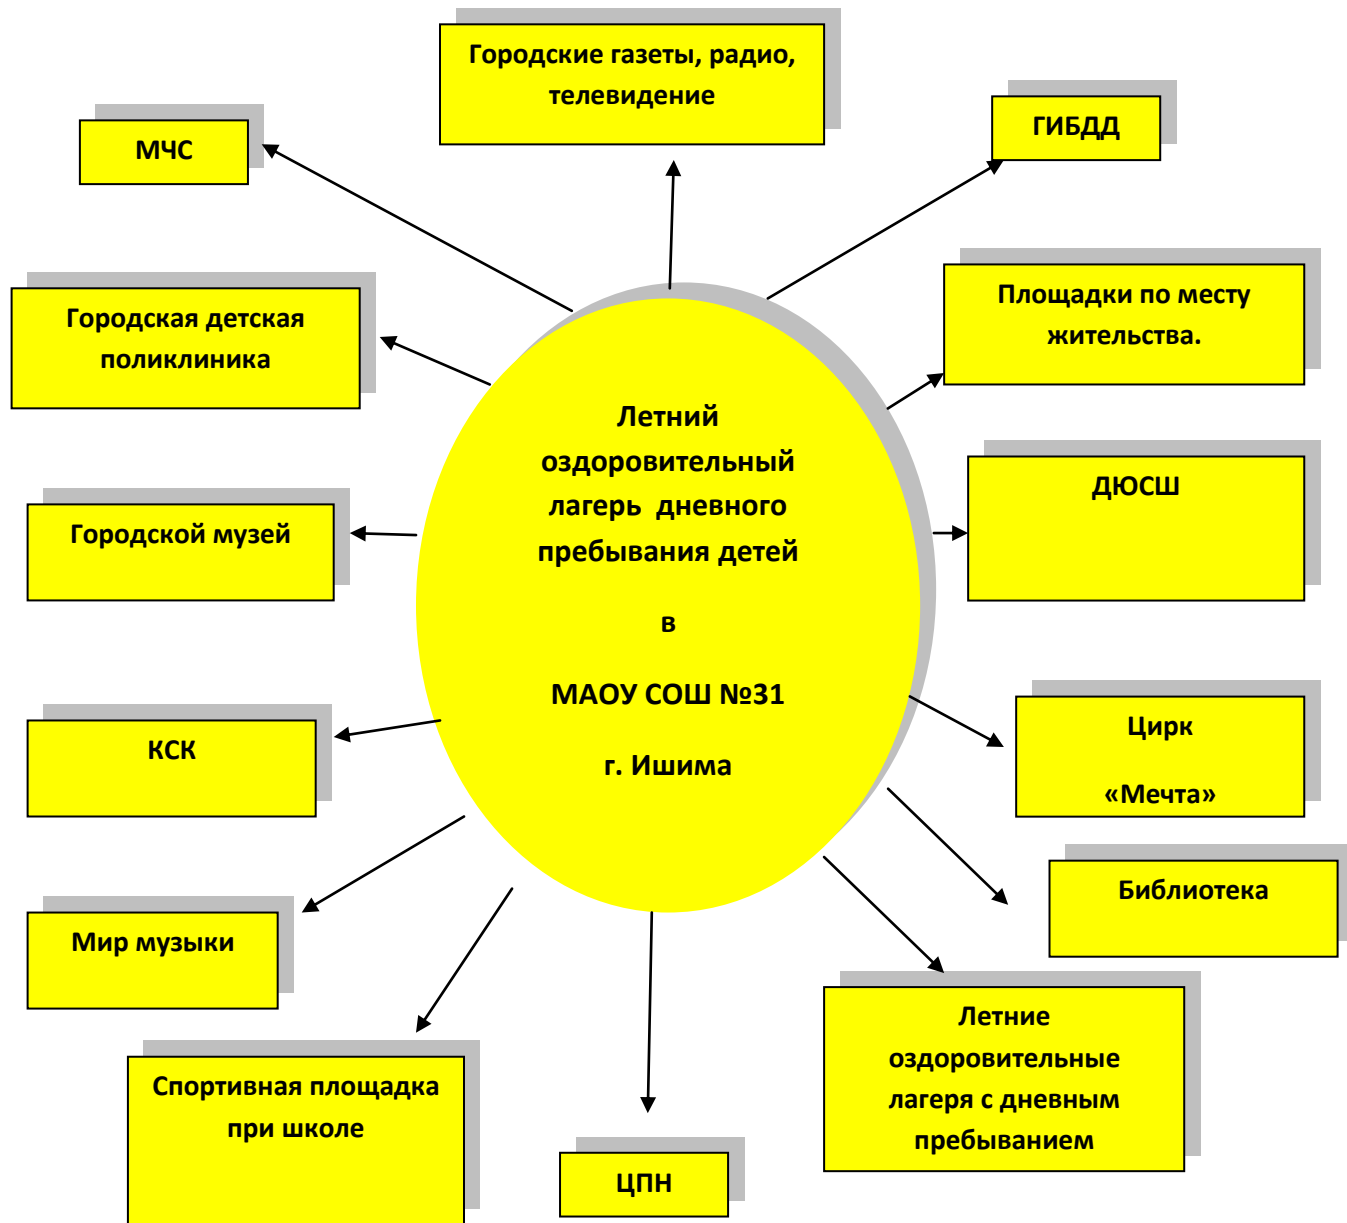 Городские газеты, радио,
телевидение
МЧС
ГИБДД
Городская детская
поликлиника
Площадки по месту
жительства.
Летний
оздоровительный
лагерь дневного
пребывания детей
в
МАОУ СОШ №31
г. Ишима
Городской музей
ДЮСШ
КСК
Цирк
«Мечта»
Мир музыки
Библиотека
Спортивная площадка
при школе
ЦПН
Летние
оздоровительные
лагеря с дневным
пребыванием